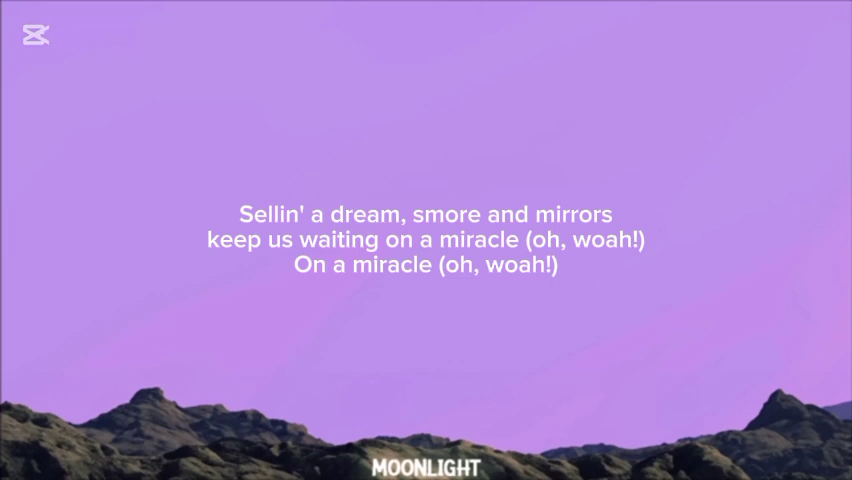 Sellin' a dream, smore and mirrors
keep us waiting on a miracle (oh, woah!)
On a miracle (oh, woah!)
MOONLIGHT